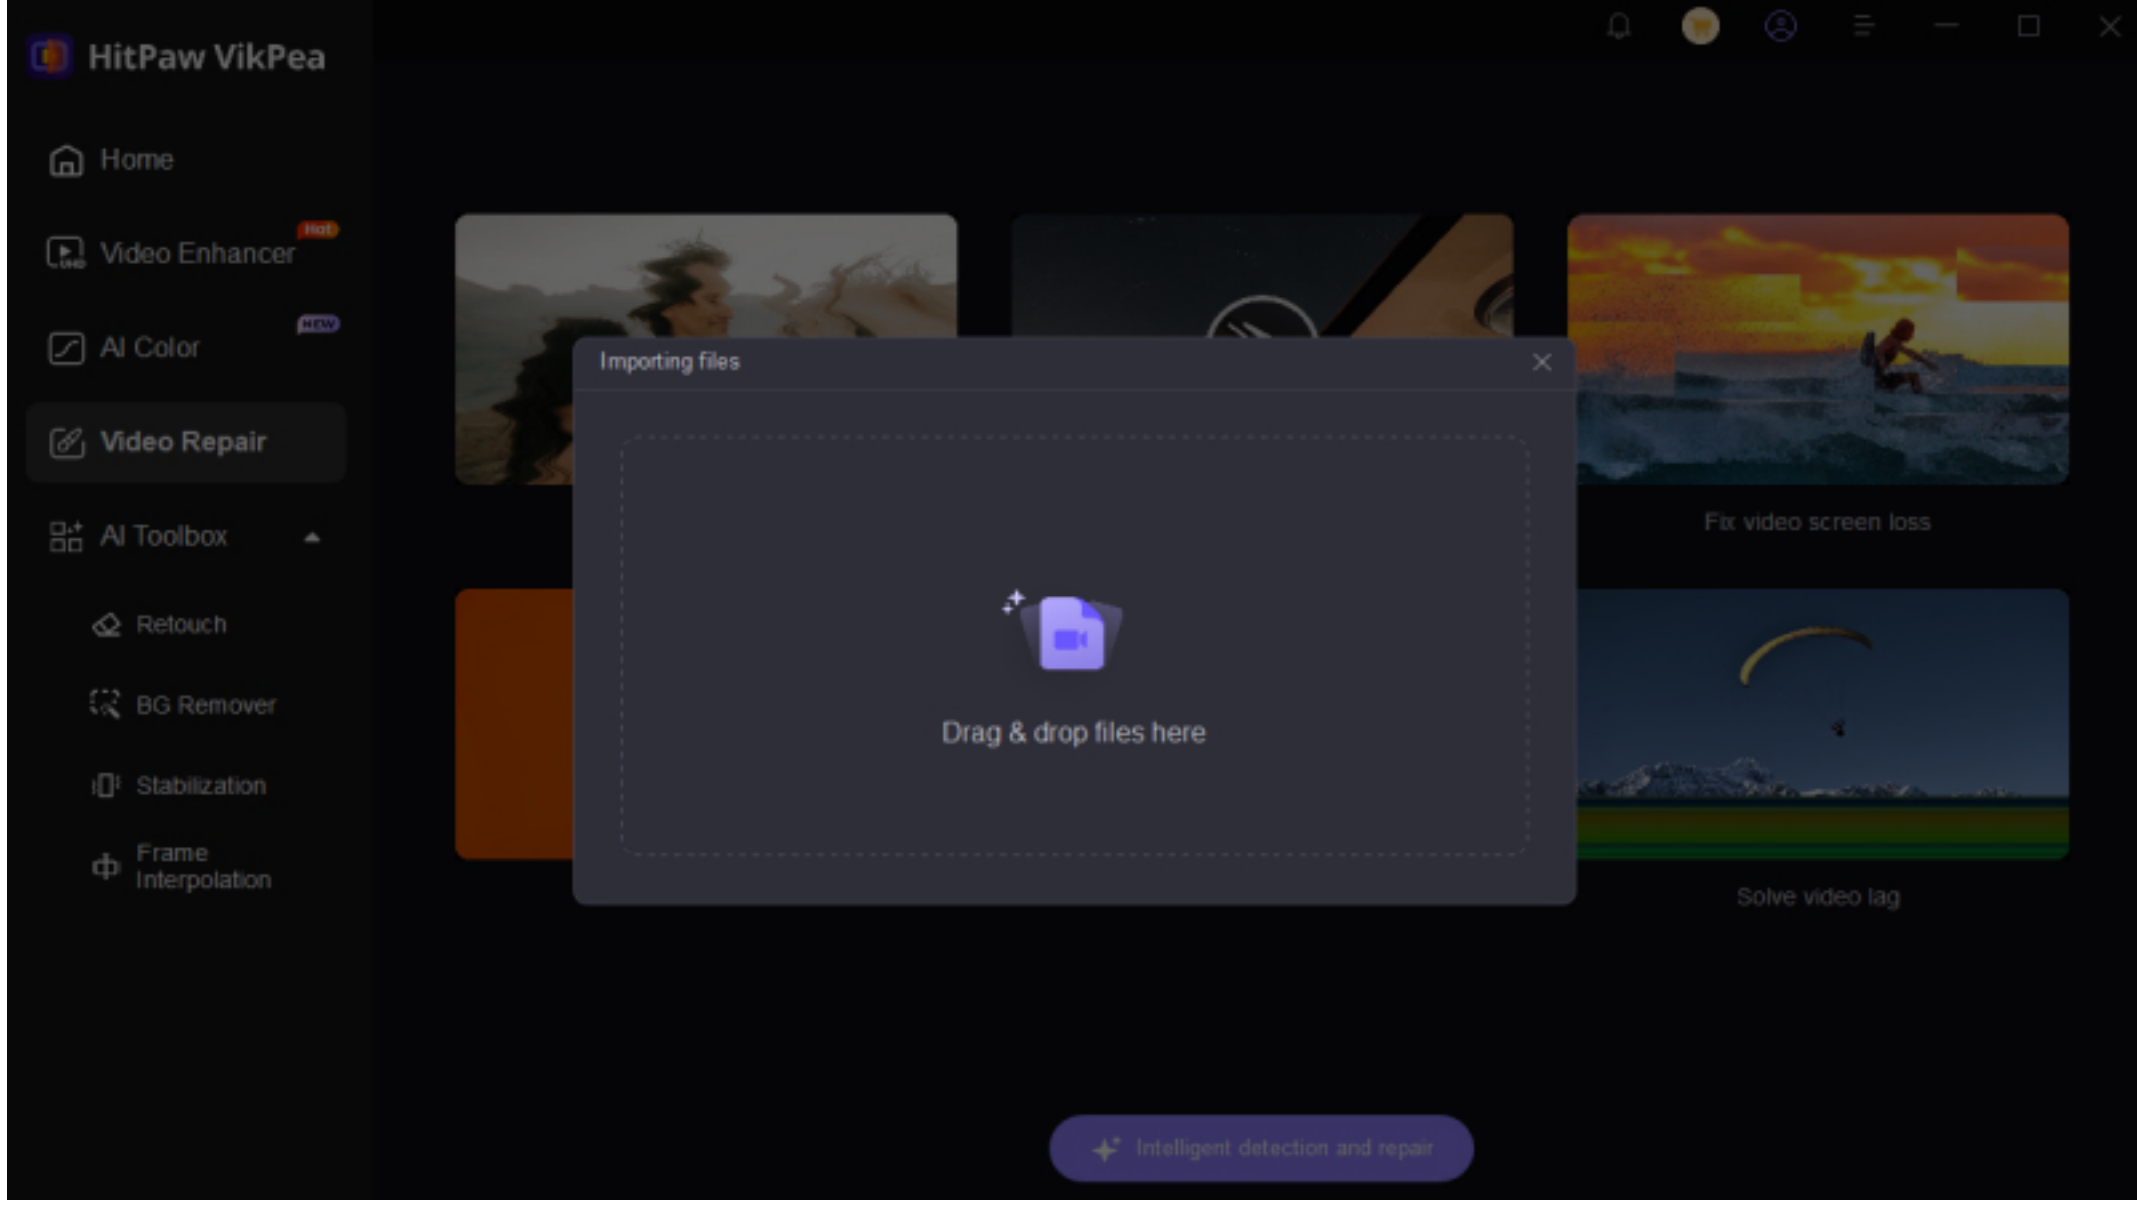 HitPaw VikPea
Home
Video Enhancer
Hot
AI Color
NEW
Video Repair
AI Toolbox
Retouch
BG Remover
Stabilization
Frame
Interpolation
Importing files
Drag & drop files here
Fix video screen loss
Solve video lag
Intelligent detection and repair